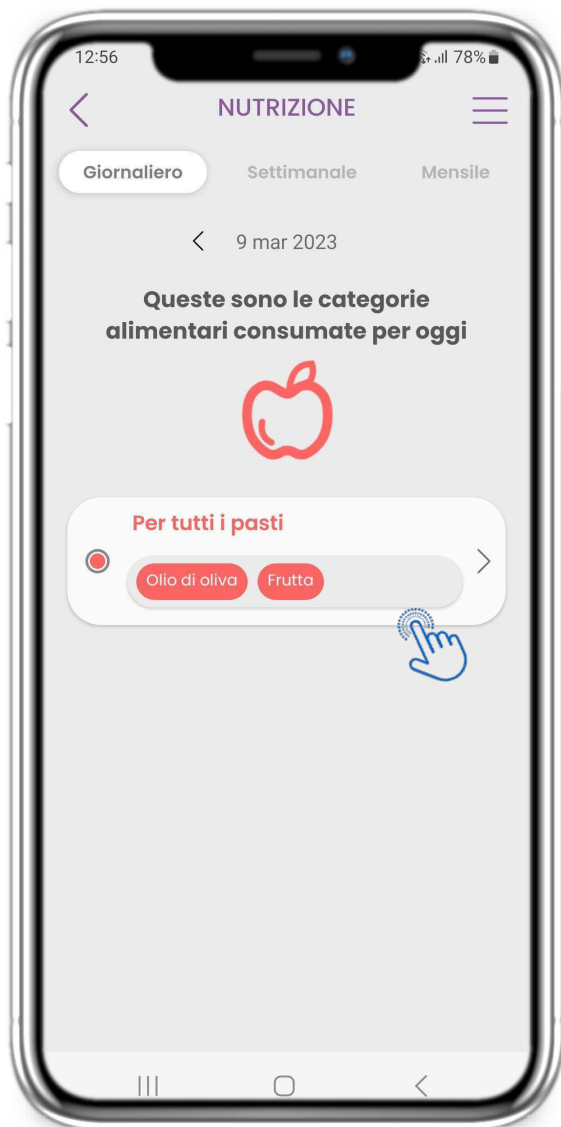 12:56 78%
NUTRIZIONE
Giornaliero Settimanale Mensile
9 mar 2023
Queste sono le categorie
alimentari consumate per oggi
Per tutti i pasti
Olio di oliva Frutta